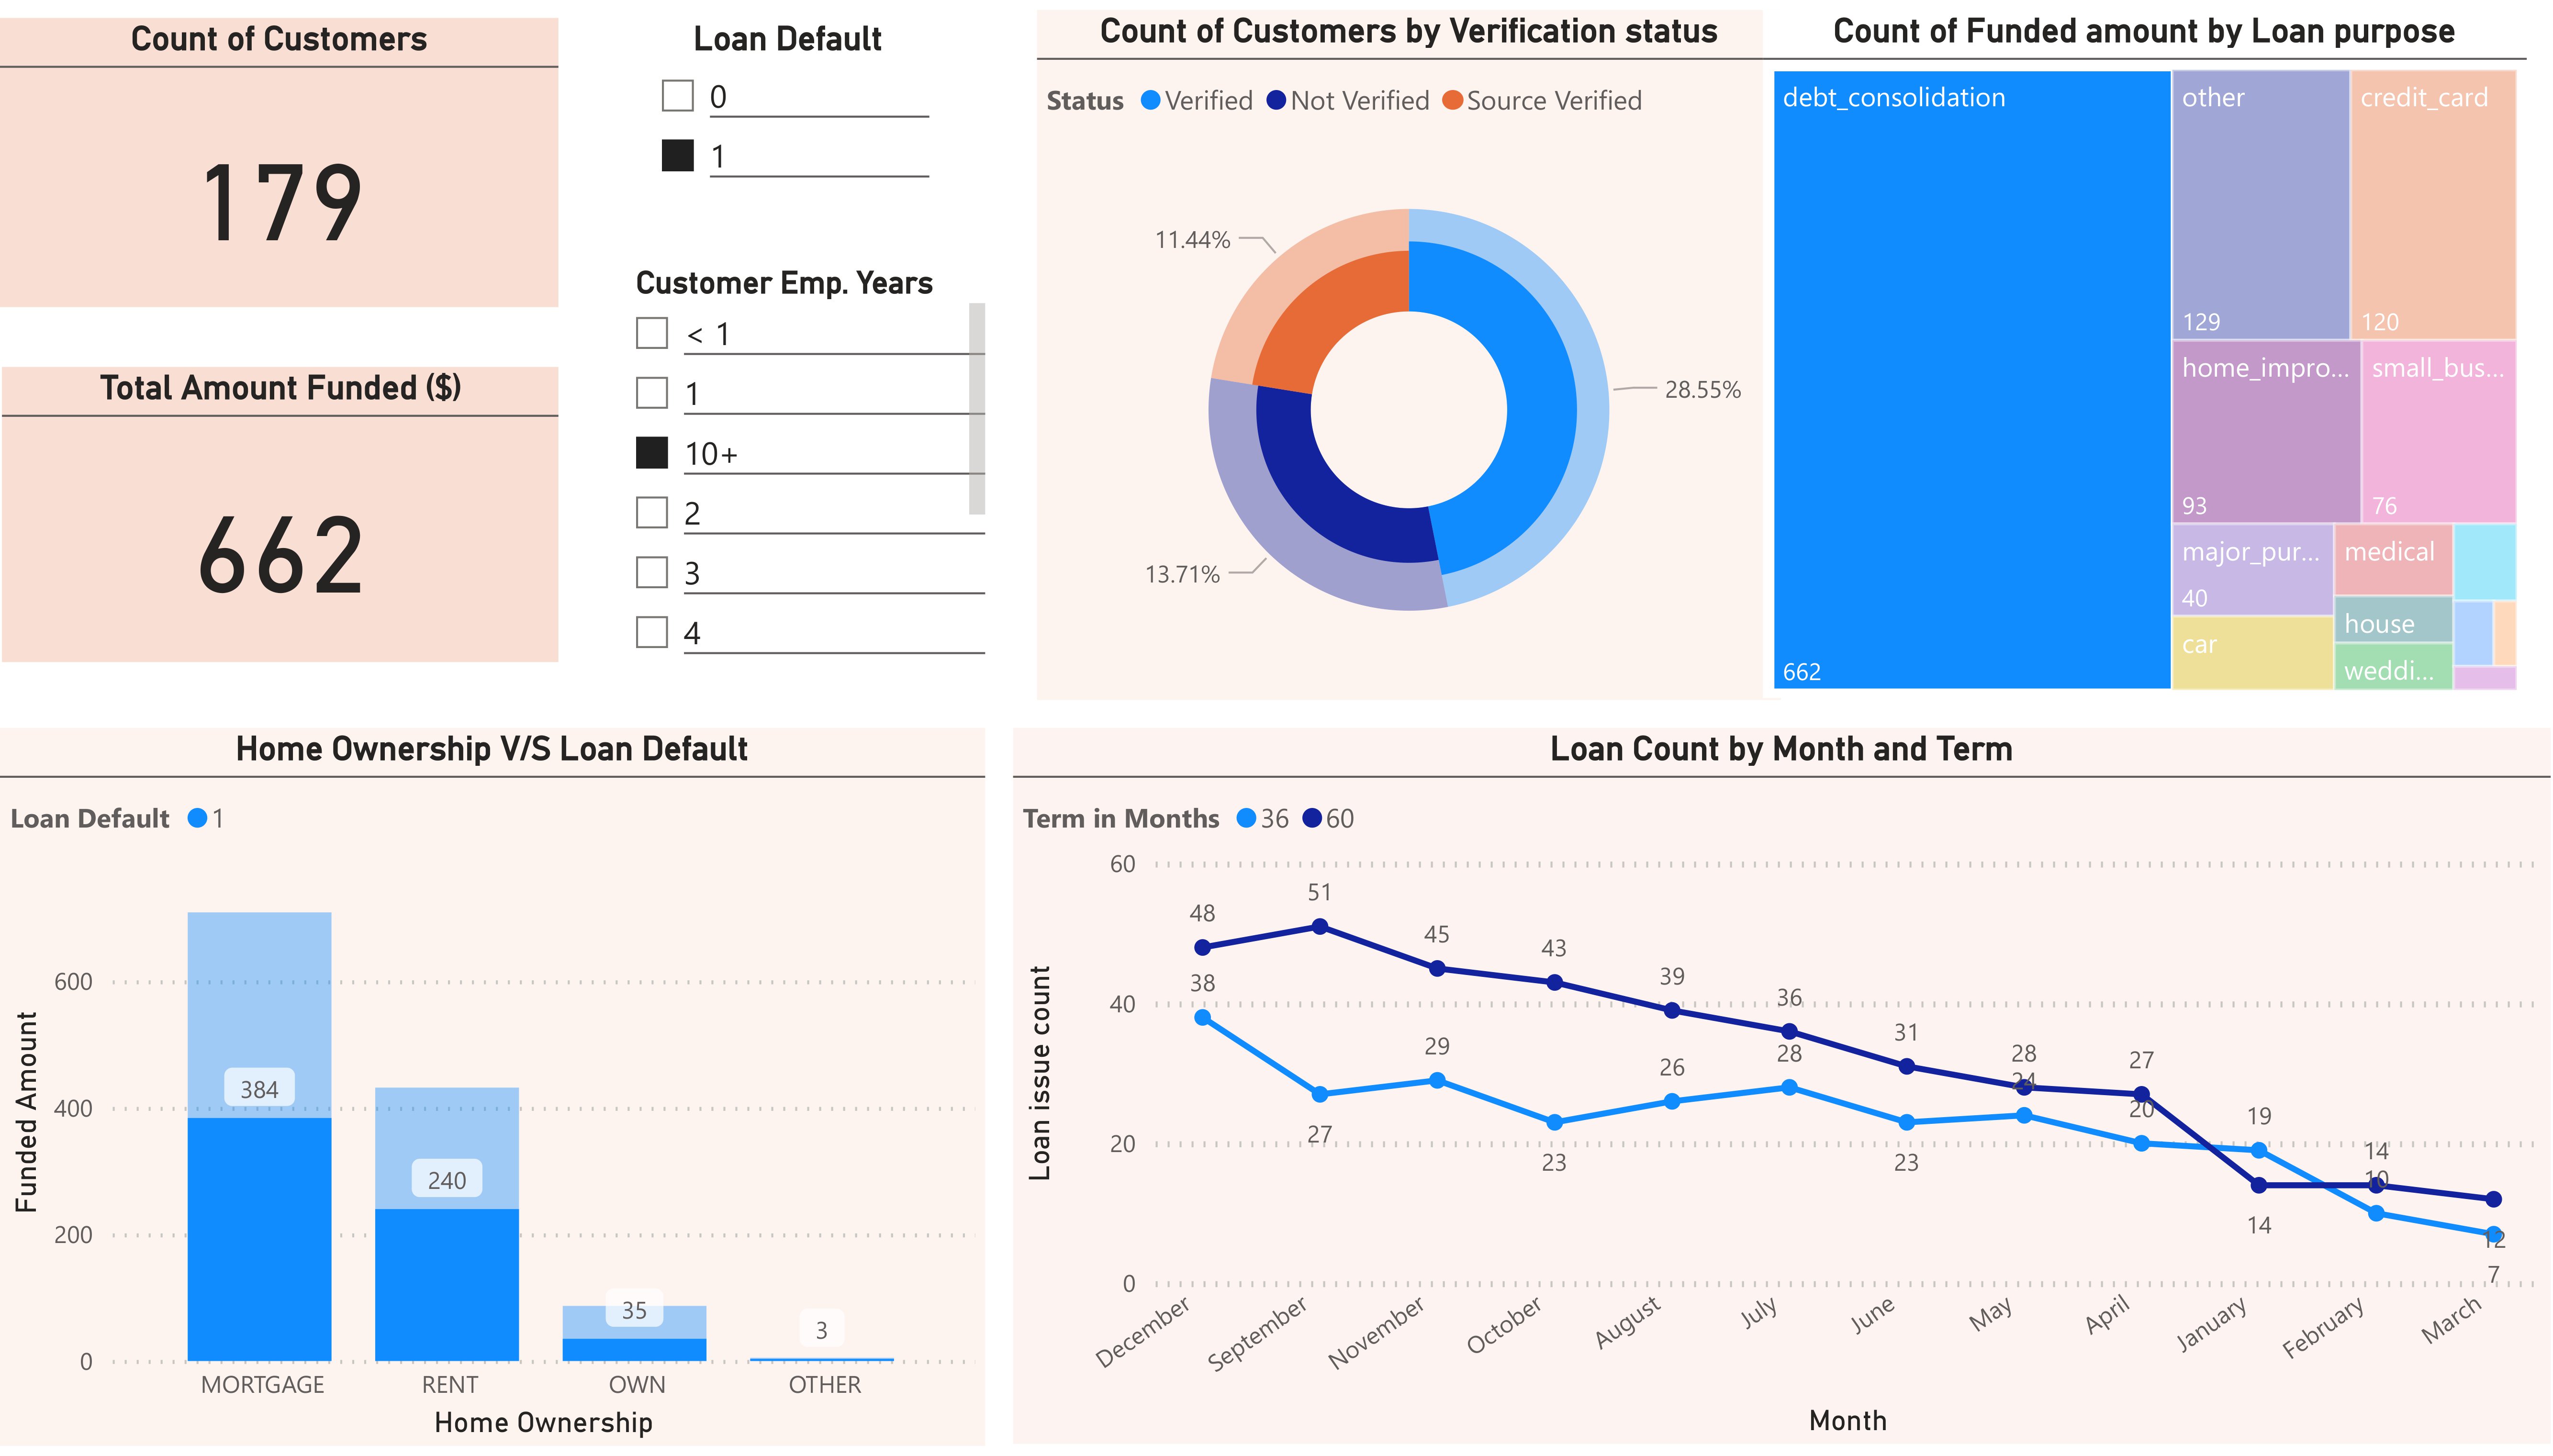 Count of Customers
179
Total Amount Funded ($)
662
Loan Default
0
1
Customer Emp. Years
< 1
1
10+
2
3
4
Count of Customers by Verification status
Status Verified Not Verified Source Verified
11.44%
28.55%
13.71%
Count of Funded amount by Loan purpose
debt_consolidation
662
other
129
credit_card
120
home_impro...
93
small_bus...
76
major_pur...
40
medical
car
house
weddi...
Home Ownership V/S Loan Default
Loan Default 1
Funded Amount
600
400
200
0
384
240
35
3
MORTGAGE RENT OWN OTHER
Home Ownership
Loan Count by Month and Term
Term in Months 36 60
Loan issue count
60
40
20
0
48 51 45 43 39 36 31 28 27 14 14 12
38 27 29 23 26 28 23 24 20 19 10 7
December September November October August July June May April January February March
Month